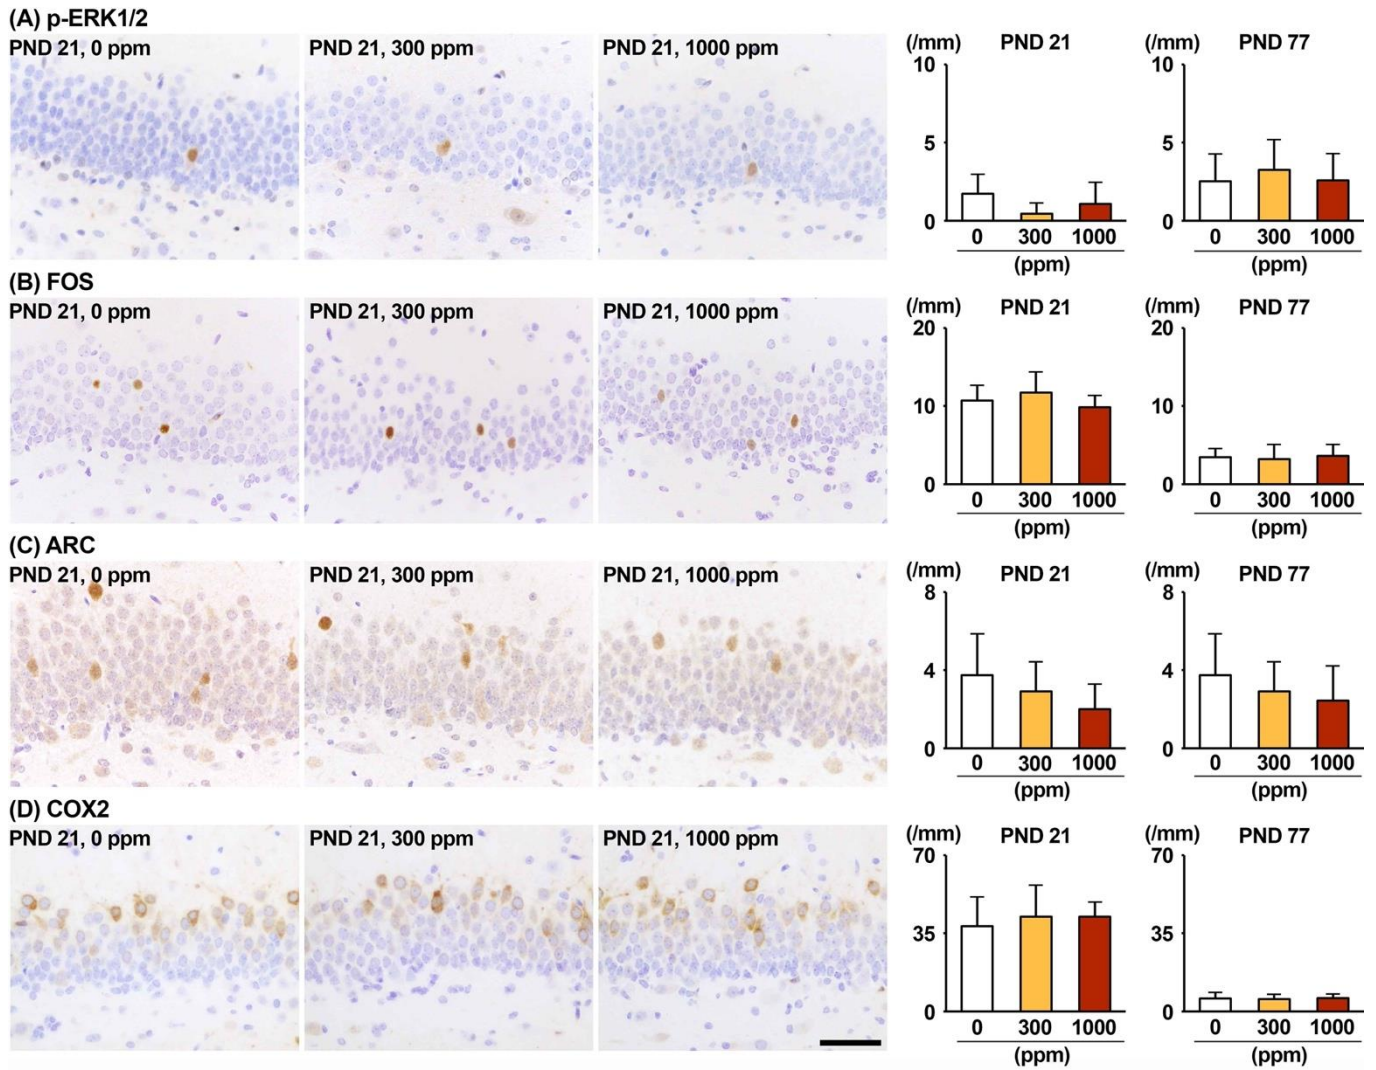 (A) p-ERK1/2
PND 21, 0 ppm
PND 21, 300 ppm
PND 21, 1000 ppm
(/mm) PND 21
10
5
0
0 300 1000
(ppm)
(/mm) PND 77
10
5
0
0 300 1000
(ppm)
(B) FOS
PND 21, 0 ppm
PND 21, 300 ppm
PND 21, 1000 ppm
(/mm) PND 21
20
10
0
0 300 1000
(ppm)
(/mm) PND 77
20
10
0
0 300 1000
(ppm)
(C) ARC
PND 21, 0 ppm
PND 21, 300 ppm
PND 21, 1000 ppm
(/mm) PND 21
8
4
0
0 300 1000
(ppm)
(/mm) PND 77
8
4
0
0 300 1000
(ppm)
(D) COX2
PND 21, 0 ppm
PND 21, 300 ppm
PND 21, 1000 ppm
(/mm) PND 21
70
35
0
0 300 1000
(ppm)
(/mm) PND 77
70
35
0
0 300 1000
(ppm)